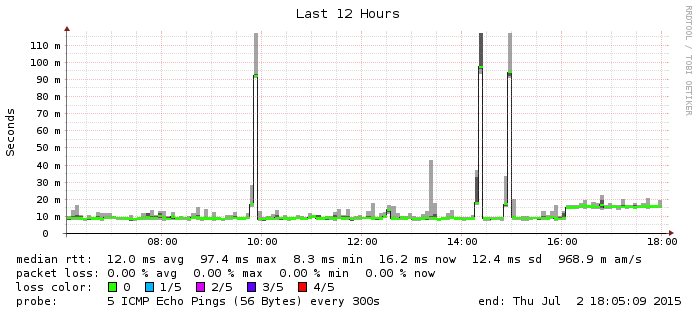 Last 12 Hours
RRDTOOL / TOBI OETIKER
Seconds
110 m
100 m
90 m
80 m
70 m
60 m
50 m
40 m
30 m
20 m
10 m
0
08:00 10:00 12:00 14:00 16:00 18:00
median rtt: 12.0 ms avg 97.4 ms max 8.3 ms min 16.2 ms now 12.4 ms sd 968.9 m am/s
packet loss: 0.00 % avg 0.00 % max 0.00 % min 0.00 % now
loss color: 0 1/5 2/5 3/5 4/5
probe: 5 ICMP Echo Pings (56 Bytes) every 300s end: Thu Jul 2 18:05:09 2015